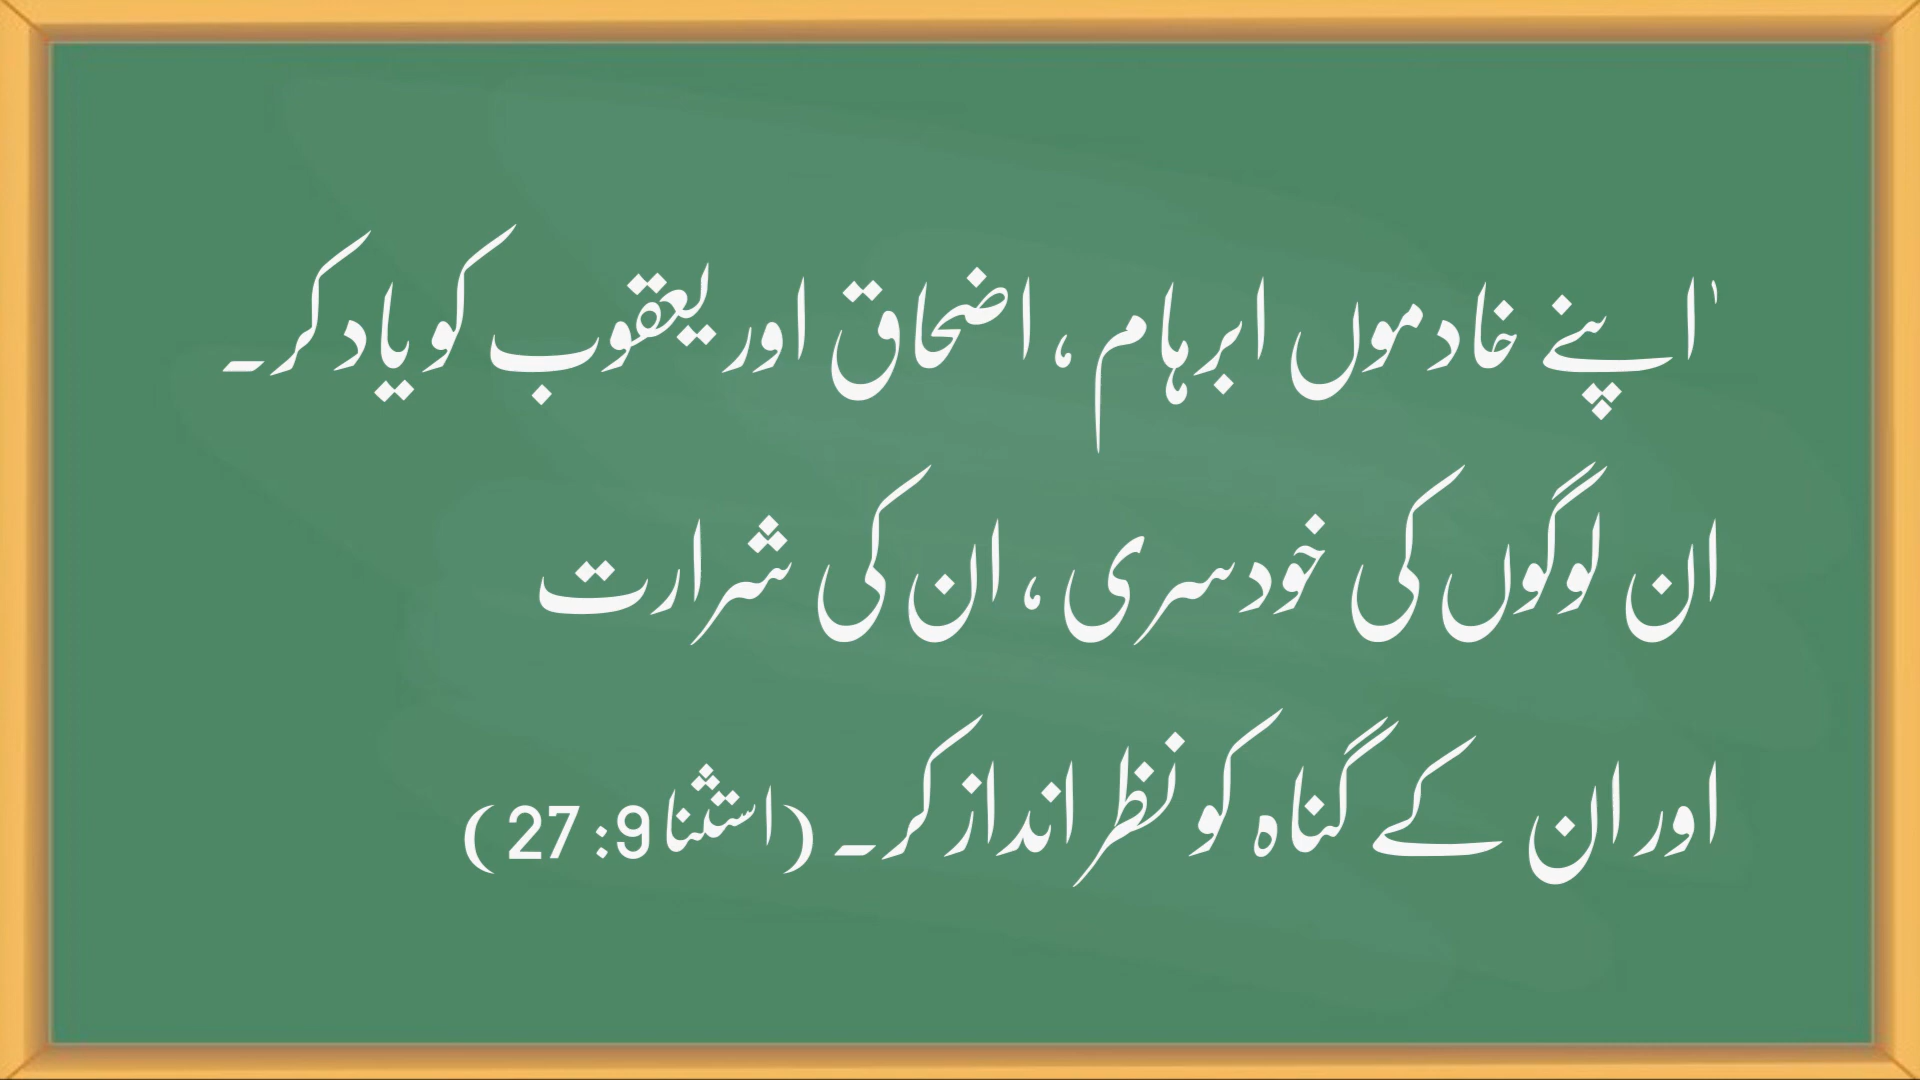 'اپنے خادموں ابرہام، اضحاق اور یعقوب کو یاد کر۔
ان لوگوں کی خودسری، ان کی شرارت
اور ان کے گناہ کو نظر انداز کر۔ (استثنا 9: 27)